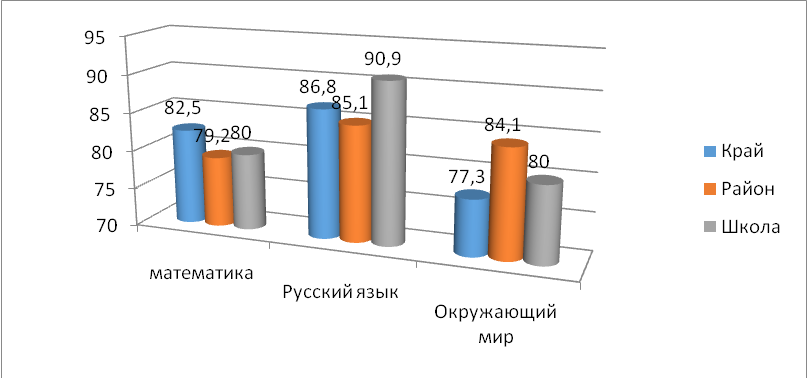 95
90
85
80
75
70
82,5
79,2
80
86,8
85,1
90,9
77,3
84,1
80
математика
Русский язык
Окружающий
мир
Край
Район
Школа